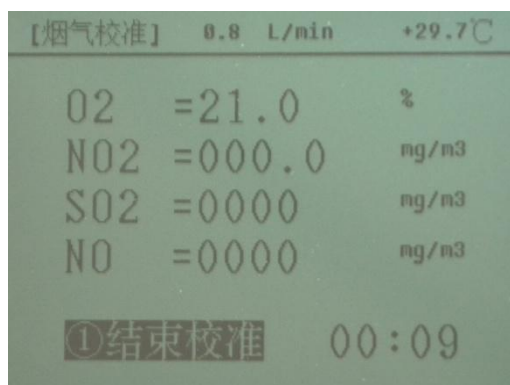 [烟气校准] 0.8 L/min +29.7℃
O2 =21.0 %
NO2 =000.0 mg/m3
SO2 =0000 mg/m3
NO =0000 mg/m3
①结束校准 00:09